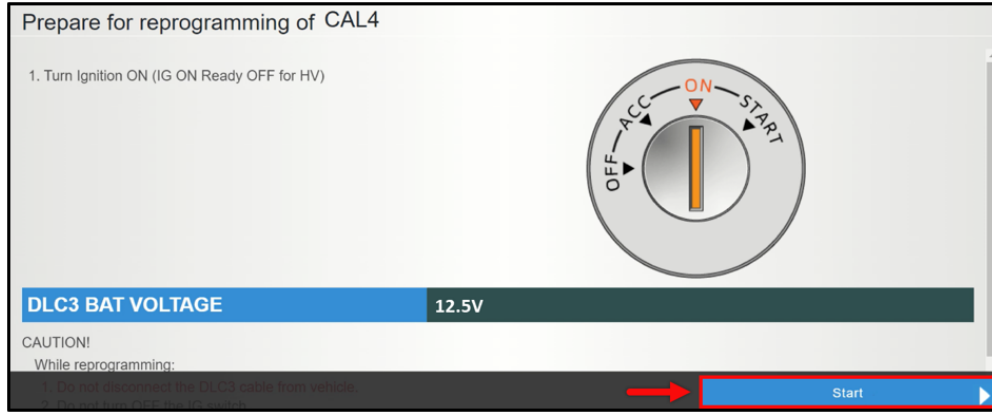 Prepare for reprogramming of CAL4
1. Turn Ignition ON (IG ON Ready OFF for HV)
OFF
ACC
ON
START
DLC3 BAT VOLTAGE 12.5V
CAUTION!
While reprogramming:
1. Do not disconnect the DLC3 cable from vehicle.
2. Do not turn OFF the IG switch
Start